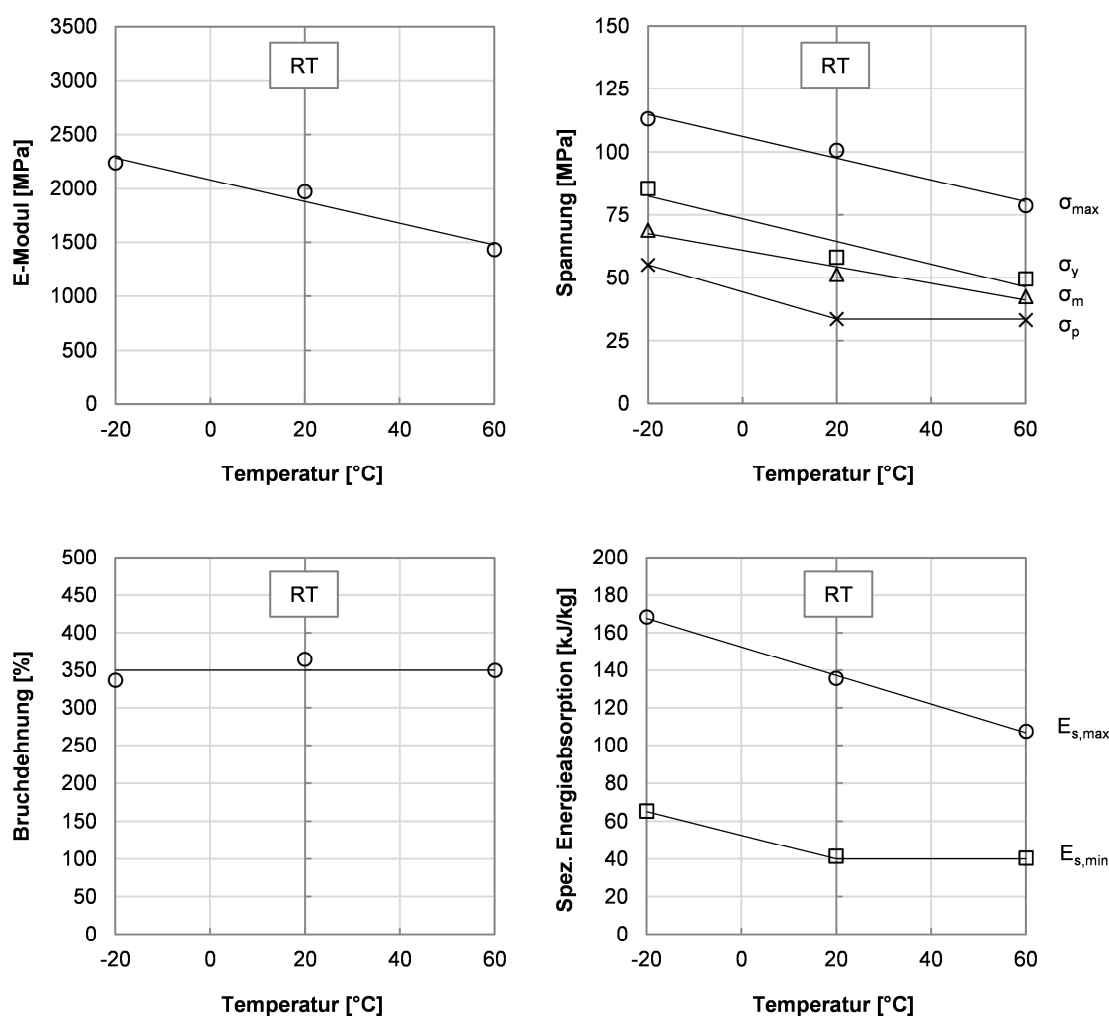 E-Modul [MPa]
3500
3000
2500
2000
1500
1000
500
0
RT
-20 0 20 40 60
Temperatur [°C]
Spannung [MPa]
150
125
100
75
50
25
0
RT
σmax
σy
σm
σp
-20 0 20 40 60
Temperatur [°C]
Bruchdehnung [%]
500
450
400
350
300
250
200
150
100
50
0
RT
-20 0 20 40 60
Temperatur [°C]
Spez. Energieabsorption [kJ/kg]
200
180
160
140
120
100
80
60
40
20
0
RT
Es,max
Es,min
-20 0 20 40 60
Temperatur [°C]